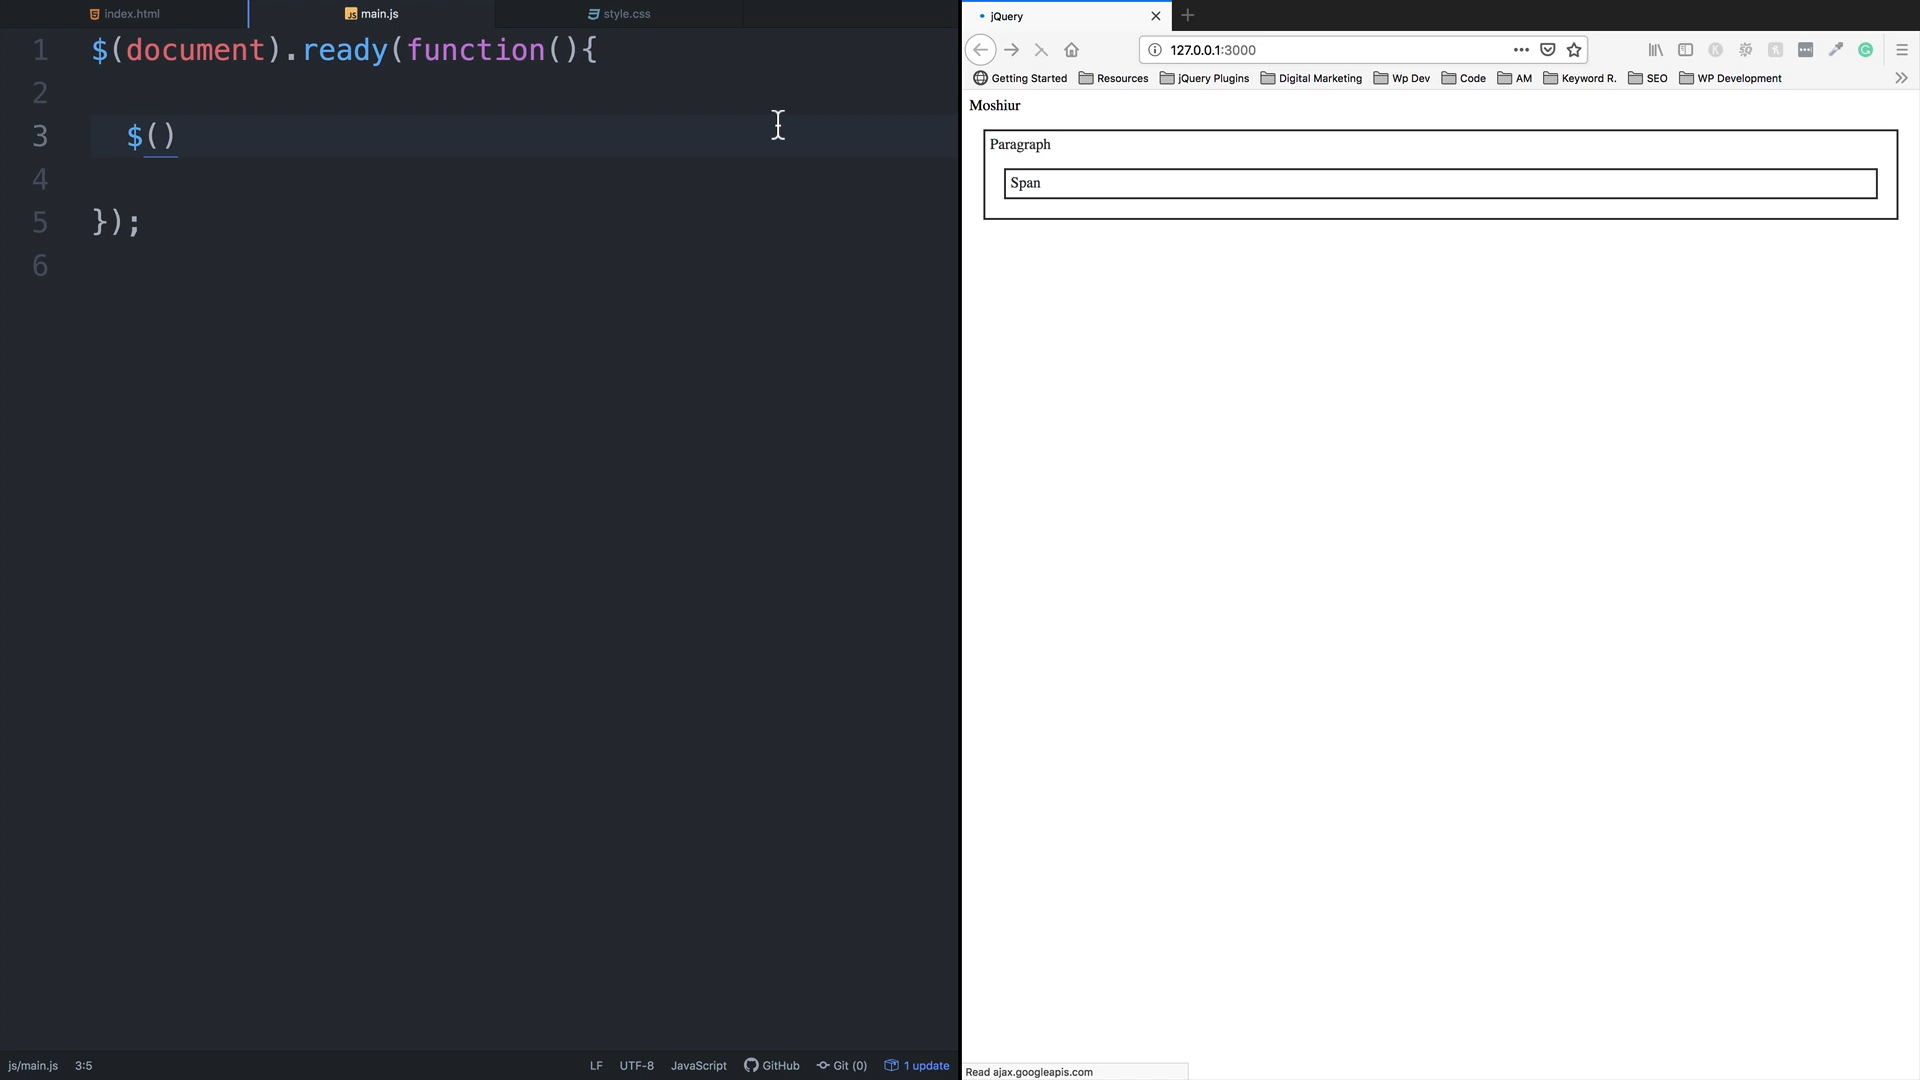 index.html
main.js
style.css
1 $(document).ready(function(){
2
3 $()
4
5 });
6
js/main.js 3:5 LF UTF-8 JavaScript GitHub Git (0) 1 update
jQuery
127.0.0.1:3000
Getting Started Resources jQuery Plugins Digital Marketing Wp Dev Code AM Keyword R. SEO WP Development
Moshiur
Paragraph
Span
Read ajax.googleapis.com